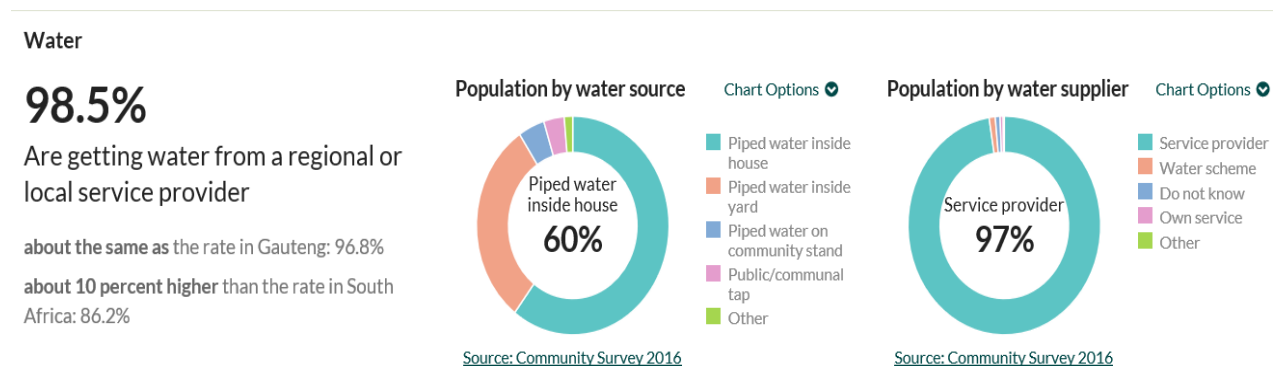 Water
98.5%
Are getting water from a regional or
local service provider
about the same as the rate in Gauteng: 96.8%
about 10 percent higher than the rate in South
Africa: 86.2%
Population by water source
Chart Options
Piped water
inside house
60%
Piped water inside
house
Piped water inside
yard
Piped water on
community stand
Public/communal
tap
Other
Source: Community Survey 2016
Population by water supplier
Chart Options
Service provider
97%
Service provider
Water scheme
Do not know
Own service
Other
Source: Community Survey 2016